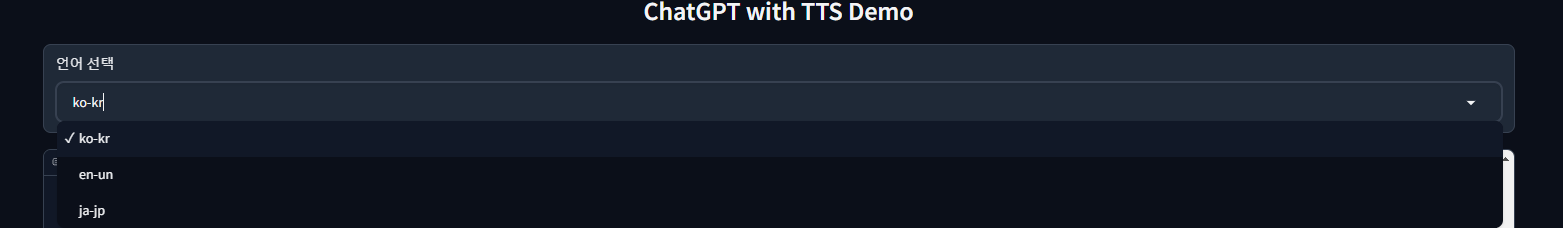 ChatGPT with TTS Demo
언어 선택
ko-kr
✓ ko-kr
en-un
ja-jp